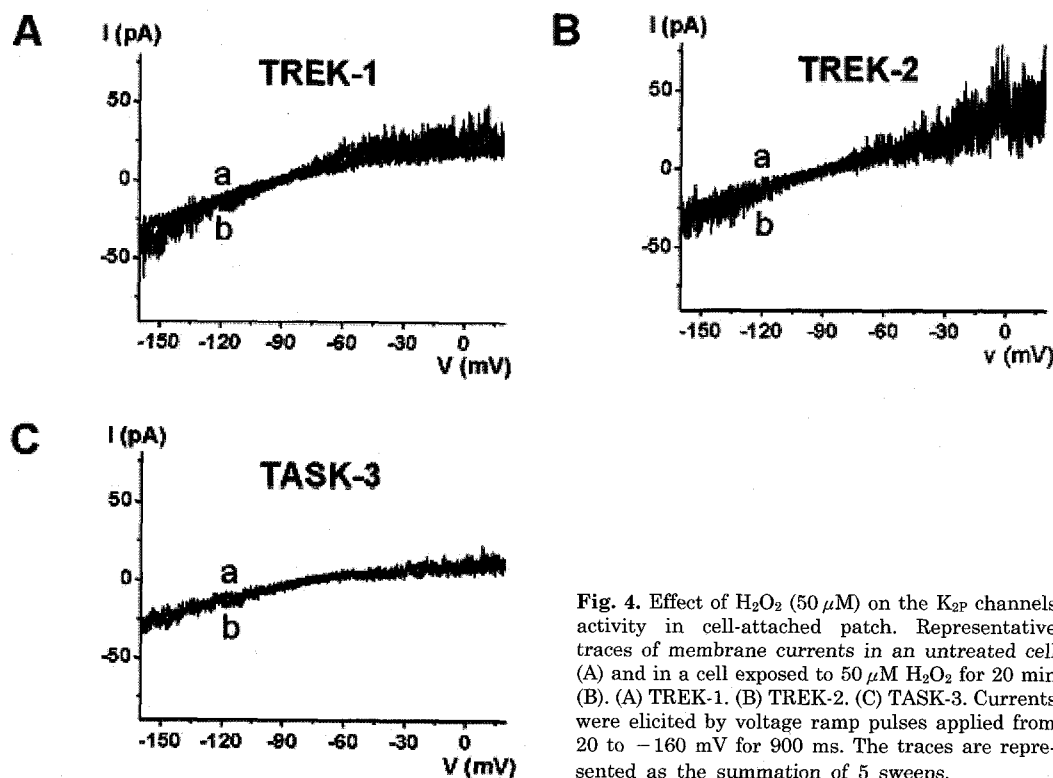 A
I (pA)
TREK-1
50
0
-50
a
b
-150 -120 -90 -60 -30 0
V (mV)
B
I (pA)
TREK-2
50
0
-50
a
b
-150 -120 -90 -60 -30 0
v (mV)
C
I (pA)
TASK-3
50
0
-50
a
b
-150 -120 -90 -60 -30 0
V (mV)
Fig. 4. Effect of H₂O₂ (50 μM) on the K₂P channels
activity in cell-attached patch. Representative
traces of membrane currents in an untreated cell
(A) and in a cell exposed to 50 μM H₂O₂ for 20 min
(B). (A) TREK-1. (B) TREK-2. (C) TASK-3. Currents
were elicited by voltage ramp pulses applied from
20 to −160 mV for 900 ms. The traces are repre-
sented as the summation of 5 sweeps.